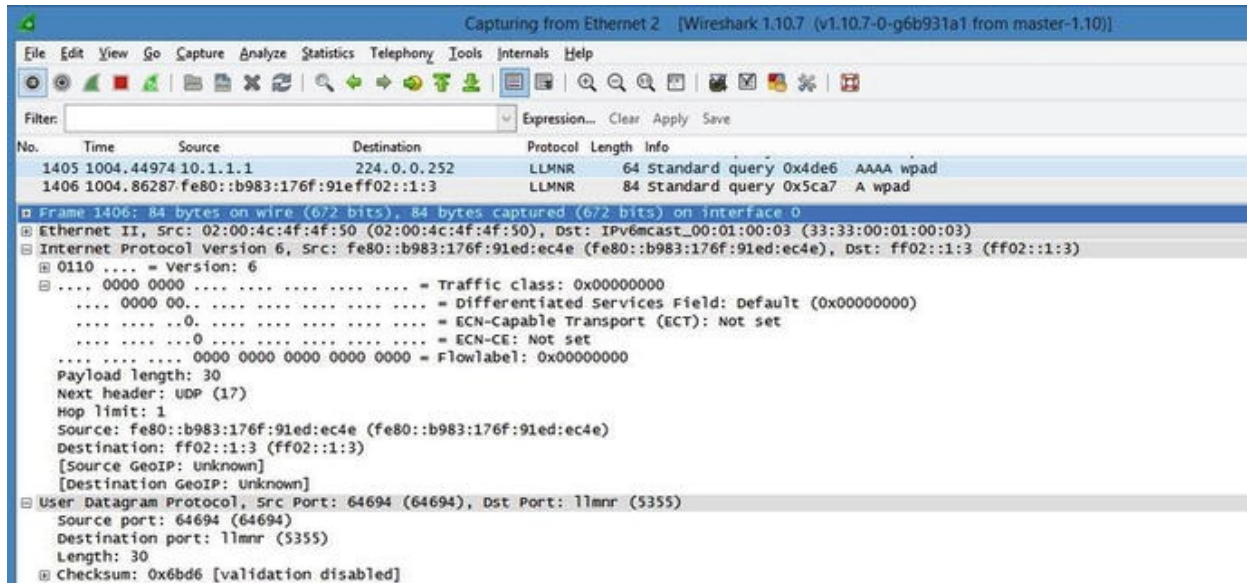 Capturing from Ethernet 2 [Wireshark 1.10.7 (v1.10.7-0-g6b931a1 from master-1.10)]
File Edit View Go Capture Analyze Statistics Telephony Tools Internals Help
Filter: Expression... Clear Apply Save
No. Time Source Destination Protocol Length Info
1405 1004.44974 10.1.1.1 224.0.0.252 LLMNR 64 Standard query 0x4de6 AAAA wpad
1406 1004.86287 fe80::b983:176f:91e ff02::1:3 LLMNR 84 Standard query 0x5ca7 A wpad
Frame 1406: 84 bytes on wire (672 bits), 84 bytes captured (672 bits) on interface 0
Ethernet II, Src: 02:00:4c:4f:4f:50 (02:00:4c:4f:4f:50), Dst: IPv6mcast_00:01:00:03 (33:33:00:01:00:03)
Internet Protocol Version 6, Src: fe80::b983:176f:91ed:ec4e (fe80::b983:176f:91ed:ec4e), Dst: ff02::1:3 (ff02::1:3)
0110 .... = Version: 6
.... 0000 0000 .... .... .... .... .... = Traffic class: 0x00000000
.... 0000 00.. .... .... .... .... .... = Differentiated Services Field: Default (0x00000000)
.... .... ..0. .... .... .... .... .... = ECN-Capable Transport (ECT): Not set
.... .... ...0 .... .... .... .... .... = ECN-CE: Not set
.... .... .... 0000 0000 0000 0000 0000 = Flowlabel: 0x00000000
Payload length: 30
Next header: UDP (17)
Hop limit: 1
Source: fe80::b983:176f:91ed:ec4e (fe80::b983:176f:91ed:ec4e)
Destination: ff02::1:3 (ff02::1:3)
[Source GeoIP: Unknown]
[Destination GeoIP: Unknown]
User Datagram Protocol, Src Port: 64694 (64694), Dst Port: llmnr (5355)
Source port: 64694 (64694)
Destination port: llmnr (5355)
Length: 30
Checksum: 0x6bd6 [validation disabled]